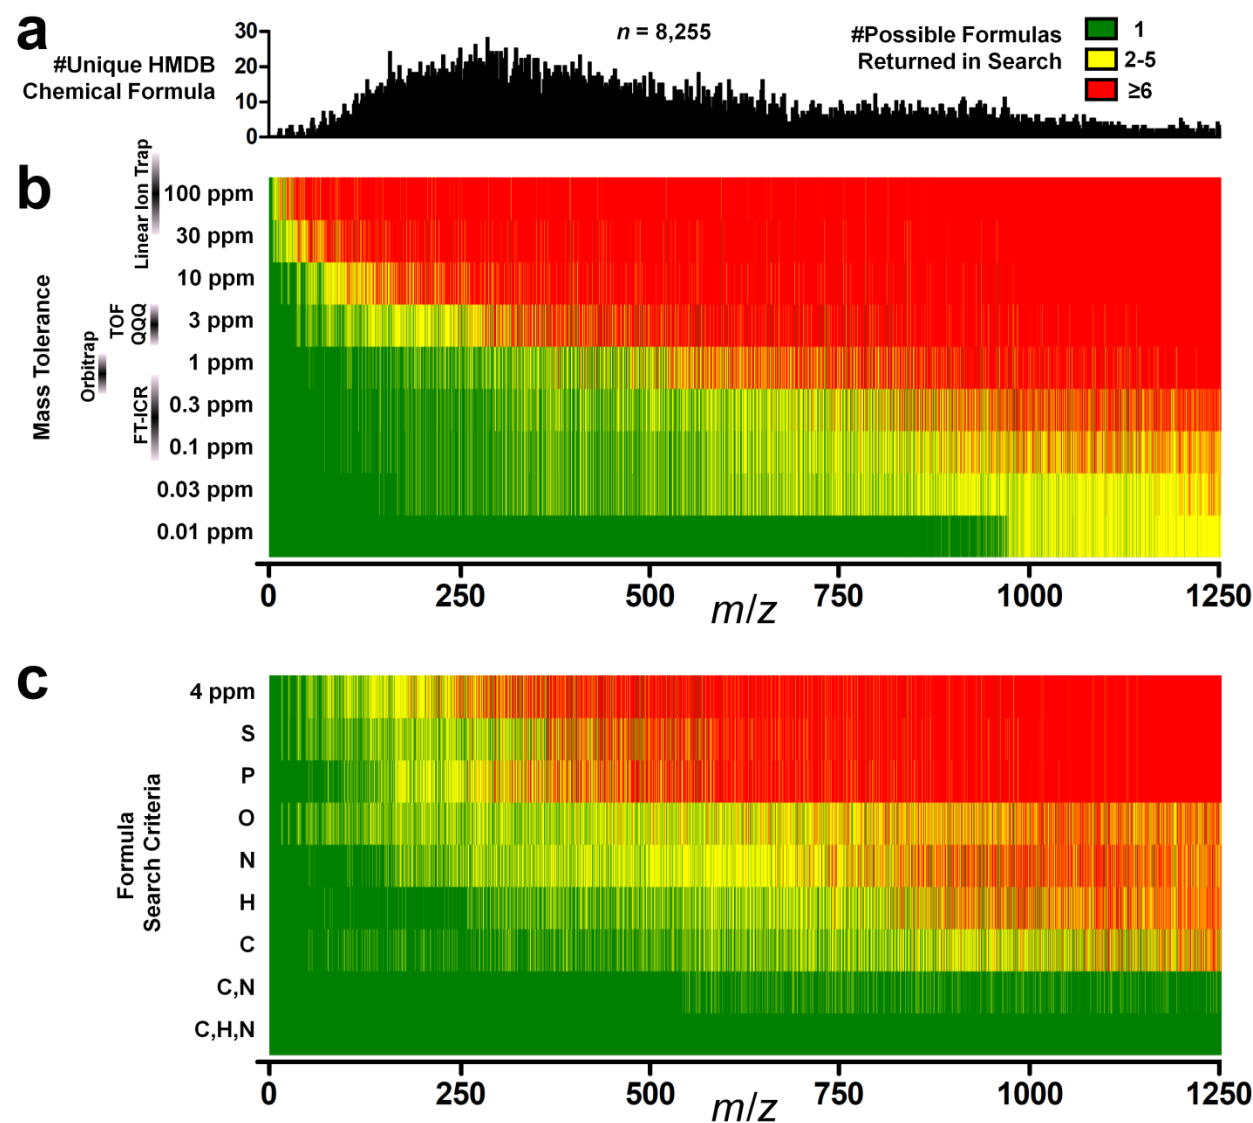 a
#Unique HMDB
Chemical Formula
30
20
10
0
n = 8,255
#Possible Formulas
Returned in Search
1
2-5
≥6
b
Mass Tolerance
Linear Ion Trap
TOF
QQQ
Orbitrap
FT-ICR
100 ppm
30 ppm
10 ppm
3 ppm
1 ppm
0.3 ppm
0.1 ppm
0.03 ppm
0.01 ppm
0 250 500 750 1000 1250
m/z
c
Formula
Search Criteria
4 ppm
S
P
O
N
H
C
C,N
C,H,N
0 250 500 750 1000 1250
m/z